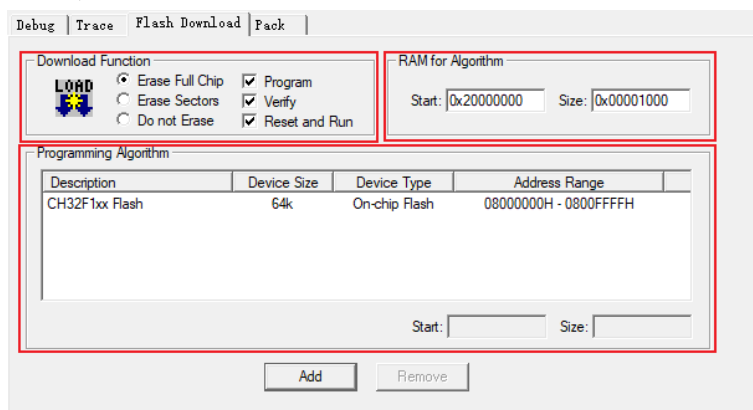 Debug Trace Flash Download Pack
Download Function
LOAD
Erase Full Chip
Erase Sectors
Do not Erase
Program
Verify
Reset and Run
RAM for Algorithm
Start: 0x20000000 Size: 0x00001000
Programming Algorithm
Description Device Size Device Type Address Range
CH32F1xx Flash 64k On-chip Flash 08000000H - 0800FFFFH
Start: Size:
Add Remove